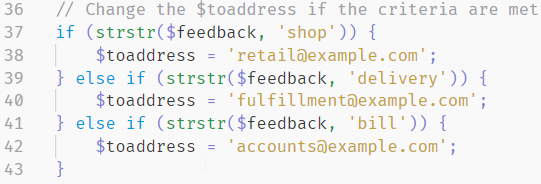 36 // Change the $toaddress if the criteria are met
37 if (strstr($feedback, 'shop')) {
38 $toaddress = 'retail@example.com';
39 } else if (strstr($feedback, 'delivery')) {
40 $toaddress = 'fulfillment@example.com';
41 } else if (strstr($feedback, 'bill')) {
42 $toaddress = 'accounts@example.com';
43 }